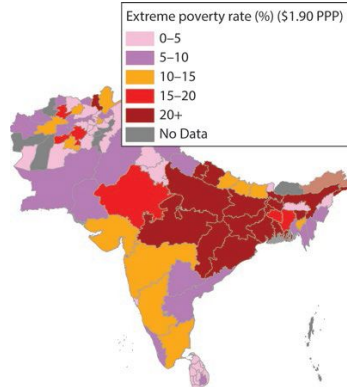 Extreme poverty rate (%) ($1.90 PPP)
0–5
5–10
10–15
15–20
20+
No Data